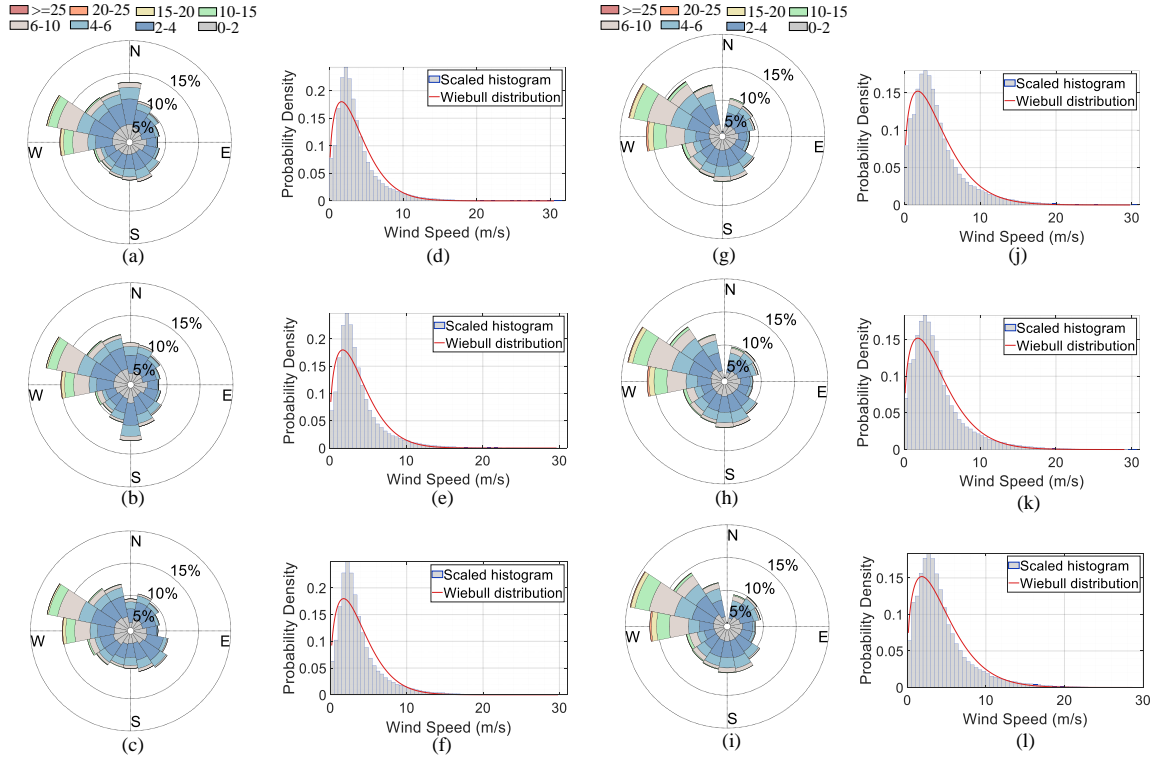 >=25 20-25 15-20 10-15
6-10 4-6 2-4 0-2
N
15%
10%
5%
W E
S
(a)
Probability Density
0.2
0.15
0.1
0.05
0
0 10 20 30
Wind Speed (m/s)
Scaled histogram
Wiebull distribution
(d)
>=25 20-25 15-20 10-15
6-10 4-6 2-4 0-2
N
15%
10%
5%
W E
S
(g)
Probability Density
0.15
0.1
0.05
0
0 10 20 30
Wind Speed (m/s)
Scaled histogram
Wiebull distribution
(j)
N
15%
10%
5%
W E
S
(b)
Probability Density
0.2
0.15
0.1
0.05
0
0 10 20 30
Wind Speed (m/s)
Scaled histogram
Wiebull distribution
(e)
N
15%
10%
5%
W E
S
(h)
Probability Density
0.15
0.1
0.05
0
0 10 20 30
Wind Speed (m/s)
Scaled histogram
Wiebull distribution
(k)
N
15%
10%
5%
W E
S
(c)
Probability Density
0.2
0.15
0.1
0.05
0
0 10 20 30
Wind Speed (m/s)
Scaled histogram
Wiebull distribution
(f)
N
15%
10%
5%
W E
S
(i)
Probability Density
0.15
0.1
0.05
0
0 10 20 30
Wind Speed (m/s)
Scaled histogram
Wiebull distribution
(l)